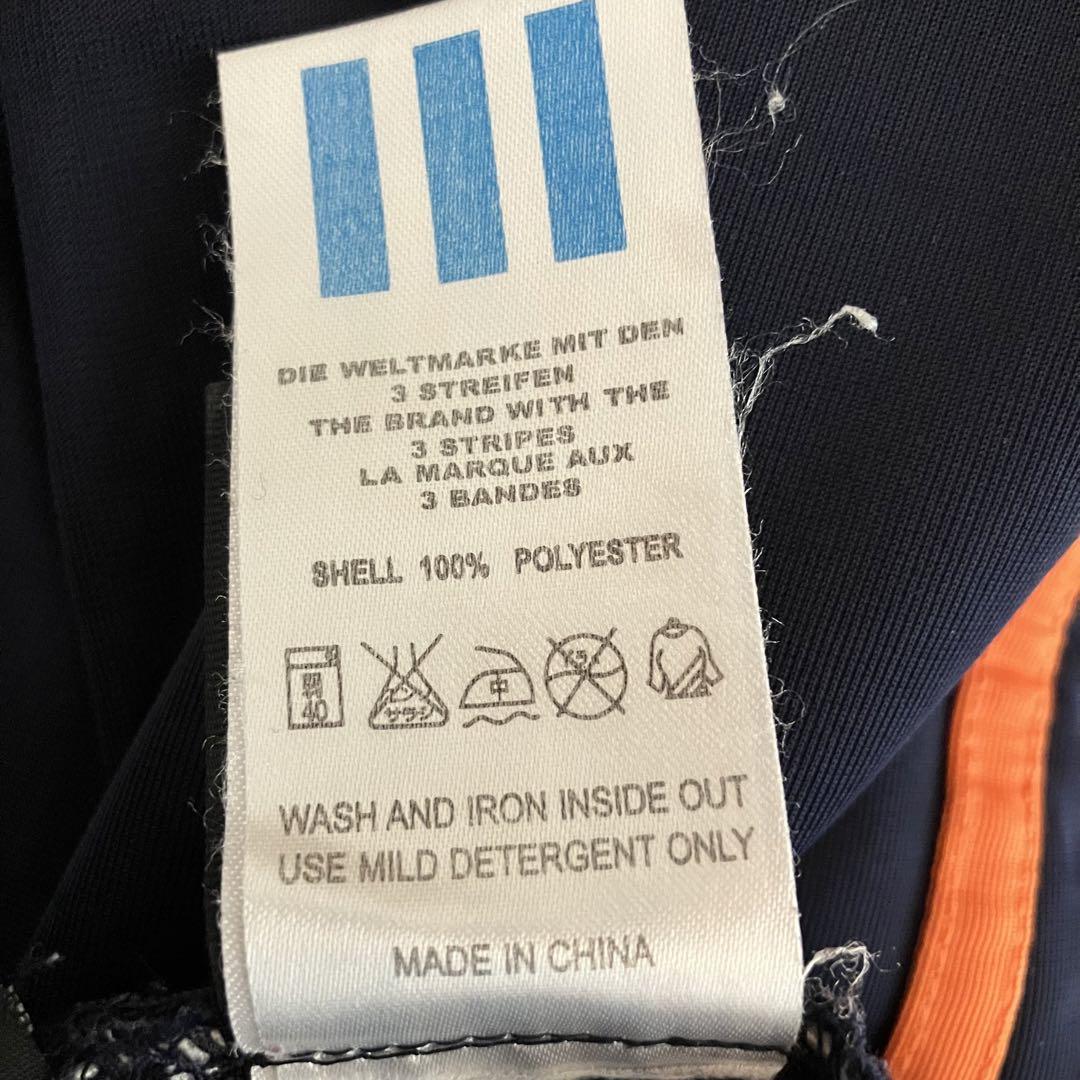 DIE WELTMARKE MIT DEN
3 STREIFEN
THE BRAND WITH THE
3 STRIPES
LA MARQUE AUX
3 BANDES
SHELL 100% POLYESTER
40
中
WASH AND IRON INSIDE OUT
USE MILD DETERGENT ONLY
MADE IN CHINA